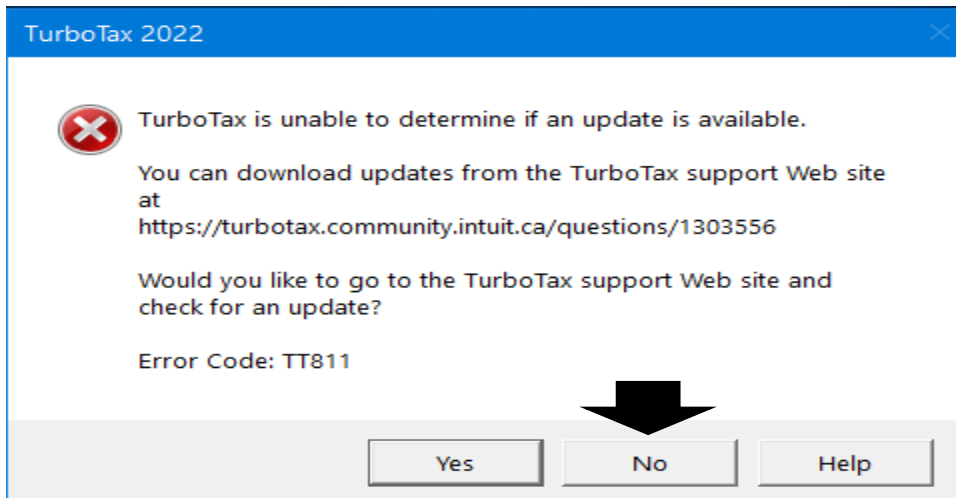 TurboTax 2022
TurboTax is unable to determine if an update is available.
You can download updates from the TurboTax support Web site
at
https://turbotax.community.intuit.ca/questions/1303556
Would you like to go to the TurboTax support Web site and
check for an update?
Error Code: TT811
Yes
No
Help